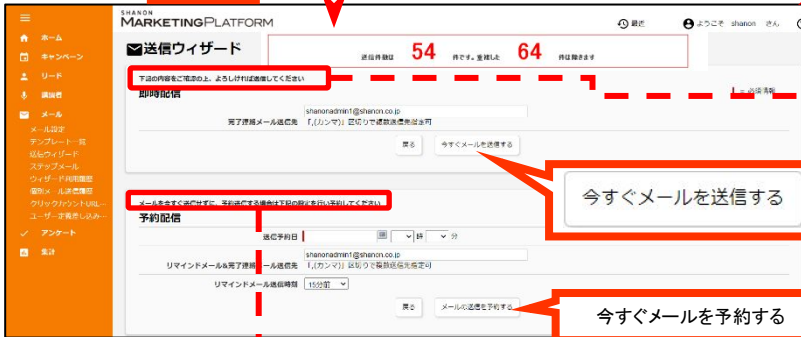 SHANON
MARKETINGPLATFORM
最近
ようこそ shanon さん
ホーム
キャンペーン
リード
講演者
メール
メール設定
テンプレート一覧
送信ウィザード
ステップメール
ウィザード利用履歴
個別メール送信履歴
クリックカウントURL…
ユーザー定義差し込み…
アンケート
集計
送信ウィザード
送信件数は 54 件です。重複した 64 件は除きます
下記の内容をご確認の上、よろしければ送信してください
= 必須情報
即時配信
shanonadmin1@shanon.co.jp
完了連絡メール送信先 「,(カンマ)」区切りで複数送信先指定可
戻る 今すぐメールを送信する
今すぐメールを送信する
メールを今すぐ送信せずに、予約送信する場合は下記の設定を行い予約してください
予約配信
送信予約日 時 分
shanonadmin1@shanon.co.jp
リマインドメール&完了連絡メール送信先 「,(カンマ)」区切りで複数送信先指定可
リマインドメール送信時刻 15分前
戻る メールの送信を予約する
今すぐメールを予約する